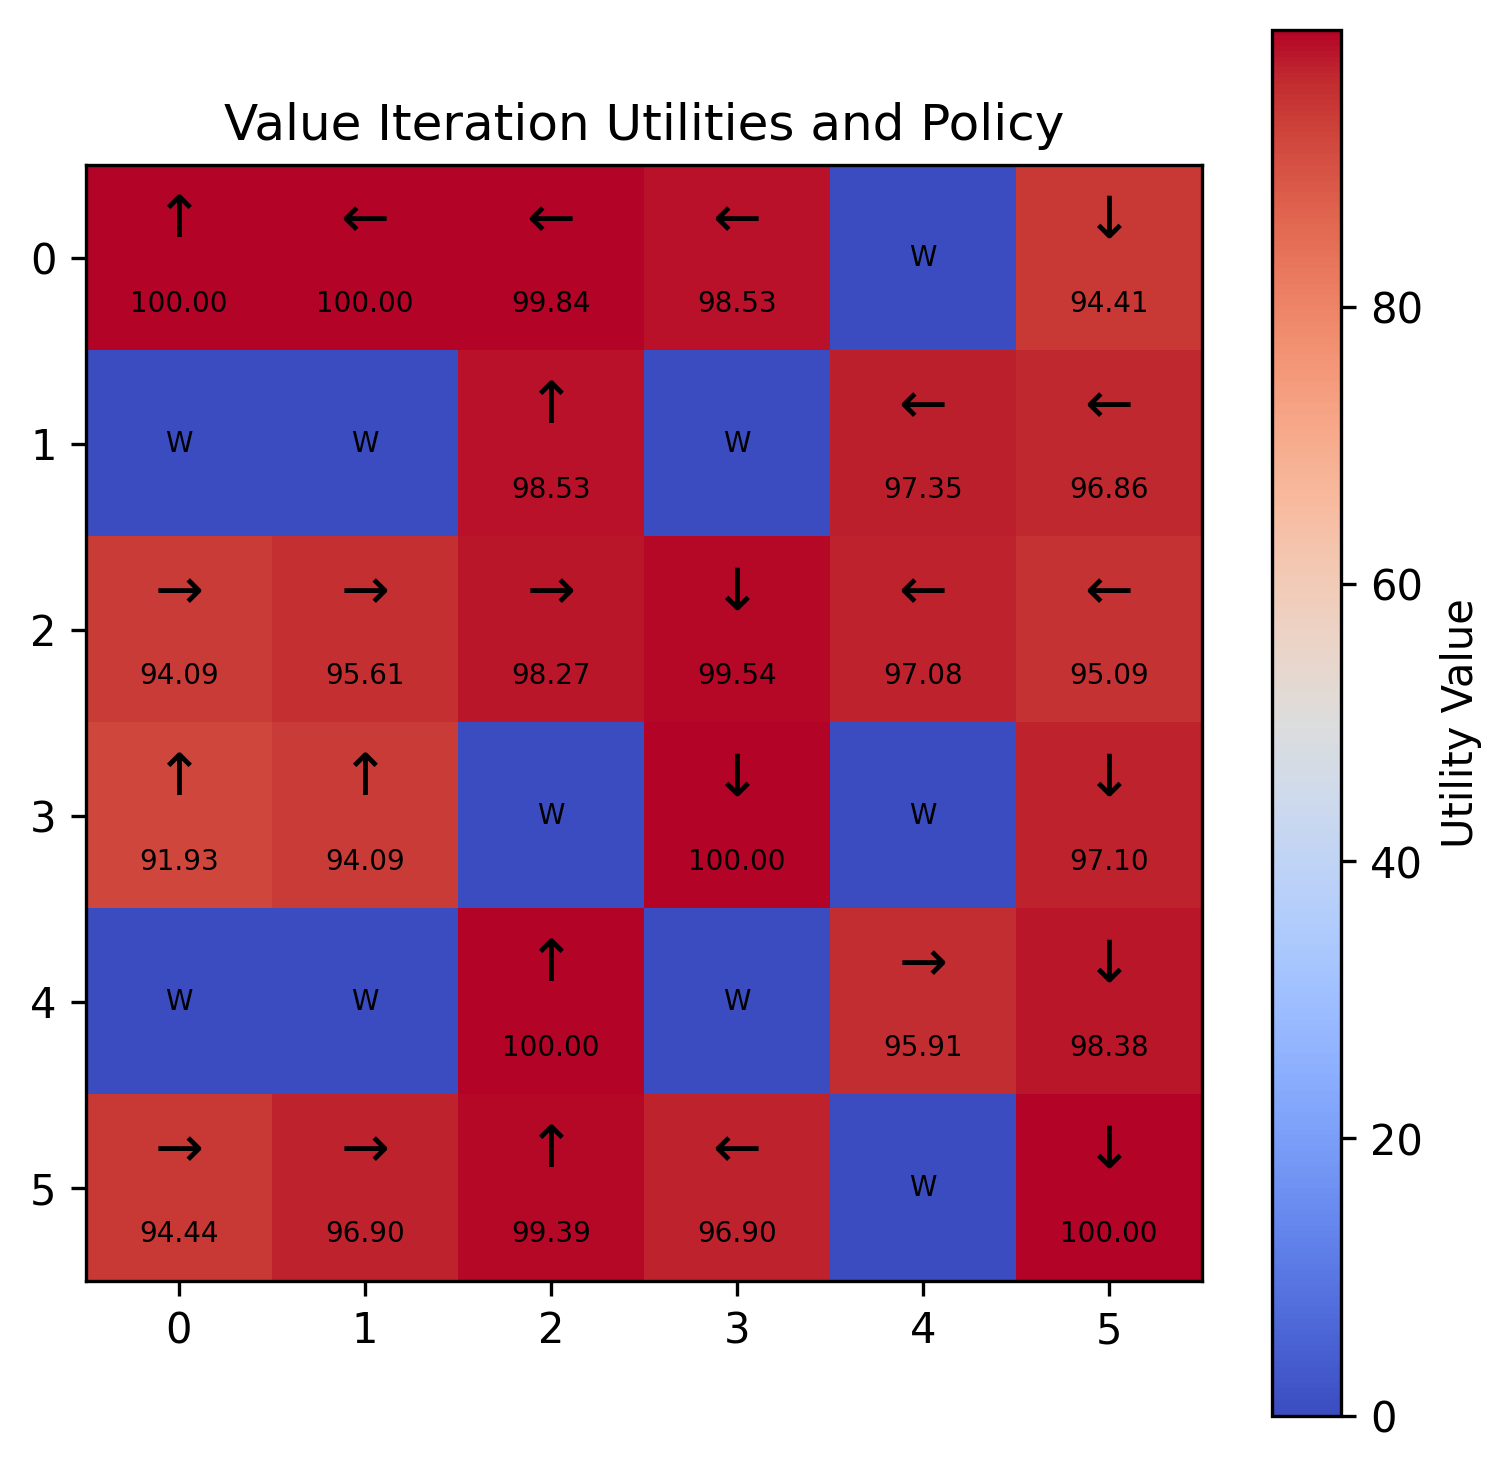 Value Iteration Utilities and Policy
0 ↑ ← ← ← W ↓
100.00 100.00 99.84 98.53 94.41
1 W W ↑ W ← ←
98.53 97.35 96.86
2 → → → ↓ ← ←
94.09 95.61 98.27 99.54 97.08 95.09
3 ↑ ↑ W ↓ W ↓
91.93 94.09 100.00 97.10
4 W W ↑ W → ↓
100.00 95.91 98.38
5 → → ↑ ← W ↓
94.44 96.90 99.39 96.90 100.00
0 1 2 3 4 5
80
60
40
20
0
Utility Value